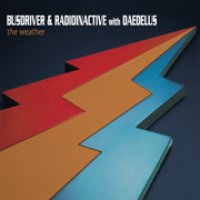 BUSDRIVER & RADIOINACTIVE with DAEDELUS
the weather